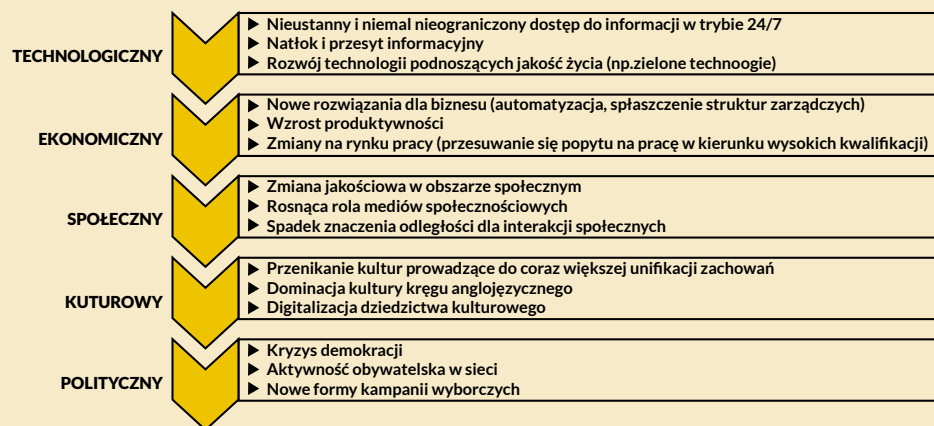 TECHNOLOGICZNY
▶ Nieustanny i niemal nieograniczony dostęp do informacji w trybie 24/7
▶ Natłok i przesyt informacyjny
▶ Rozwój technologii podnoszących jakość życia (np.zielone technoogie)
EKONOMICZNY
▶ Nowe rozwiązania dla biznesu (automatyzacja, spłaszczenie struktur zarządczych)
▶ Wzrost produktywności
▶ Zmiany na rynku pracy (przesuwanie się popytu na pracę w kierunku wysokich kwalifikacji)
SPOŁECZNY
▶ Zmiana jakościowa w obszarze społecznym
▶ Rosnąca rola mediów społecznościowych
▶ Spadek znaczenia odległości dla interakcji społecznych
KUTUROWY
▶ Przenikanie kultur prowadzące do coraz większej unifikacji zachowań
▶ Dominacja kultury kręgu anglojęzycznego
▶ Digitalizacja dziedzictwa kulturowego
POLITYCZNY
▶ Kryzys demokracji
▶ Aktywność obywatelska w sieci
▶ Nowe formy kampanii wyborczych